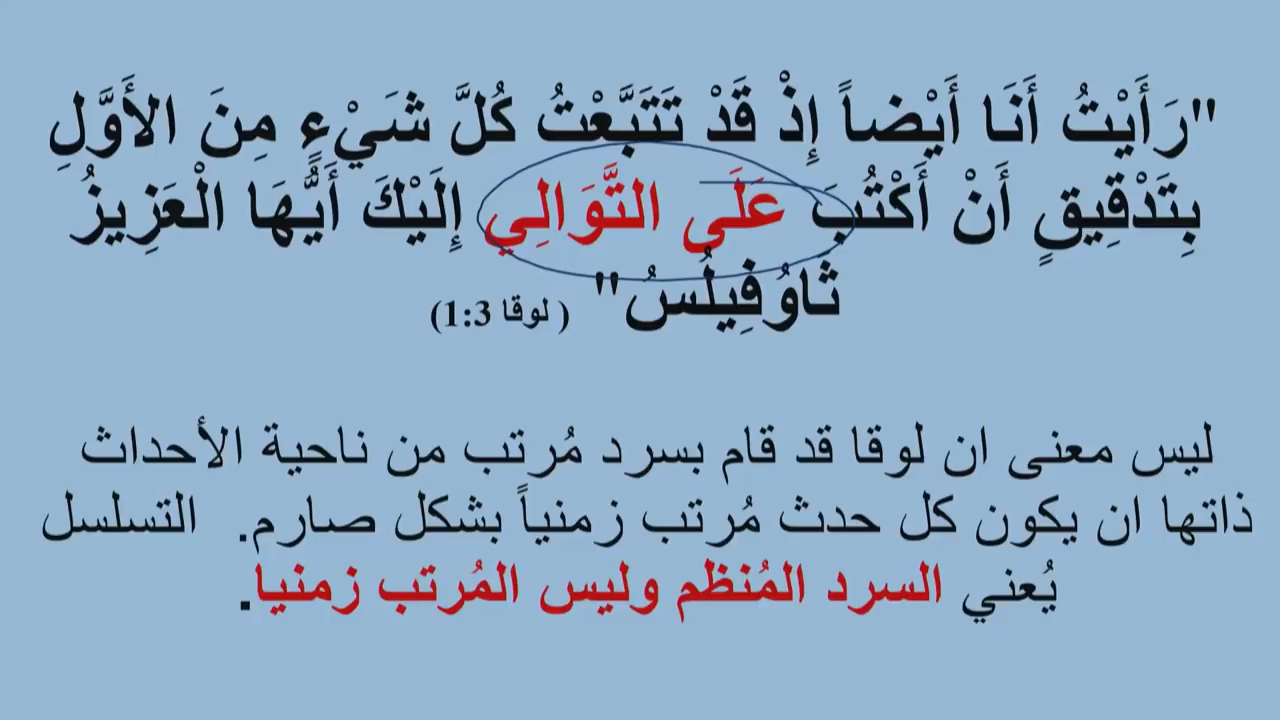 "رَأَيْتُ أَنَا أَيْضاً إِذْ قَدْ تَتَبَّعْتُ كُلَّ شَيْءٍ مِنَ الأَوَّلِ
بِتَدْقِيقٍ أَنْ أَكْتُبَ عَلَى التَّوَالِي إِلَيْكَ أَيُّهَا الْعَزِيزُ
ثَاوُفِيلُسُ" ( لوقا 1:3)
ليس معنى ان لوقا قد قام بسرد مُرتب من ناحية الأحداث
ذاتها ان يكون كل حدث مُرتب زمنياً بشكل صارم. التسلسل
يُعني السرد المُنظم وليس المُرتب زمنيا.